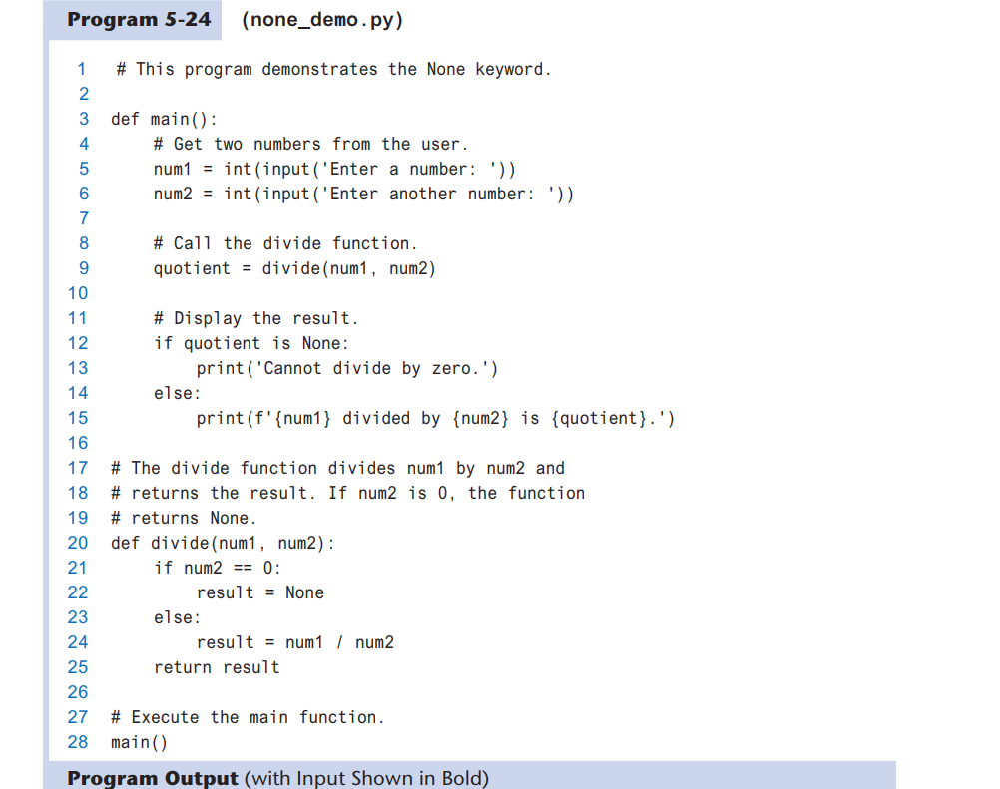 Program 5-24 (none_demo.py)
1 # This program demonstrates the None keyword.
2
3 def main():
4     # Get two numbers from the user.
5     num1 = int(input('Enter a number: '))
6     num2 = int(input('Enter another number: '))
7
8     # Call the divide function.
9     quotient = divide(num1, num2)
10
11     # Display the result.
12     if quotient is None:
13         print('Cannot divide by zero.')
14     else:
15         print(f'{num1} divided by {num2} is {quotient}.')
16
17 # The divide function divides num1 by num2 and
18 # returns the result. If num2 is 0, the function
19 # returns None.
20 def divide(num1, num2):
21     if num2 == 0:
22         result = None
23     else:
24         result = num1 / num2
25     return result
26
27 # Execute the main function.
28 main()
Program Output (with Input Shown in Bold)